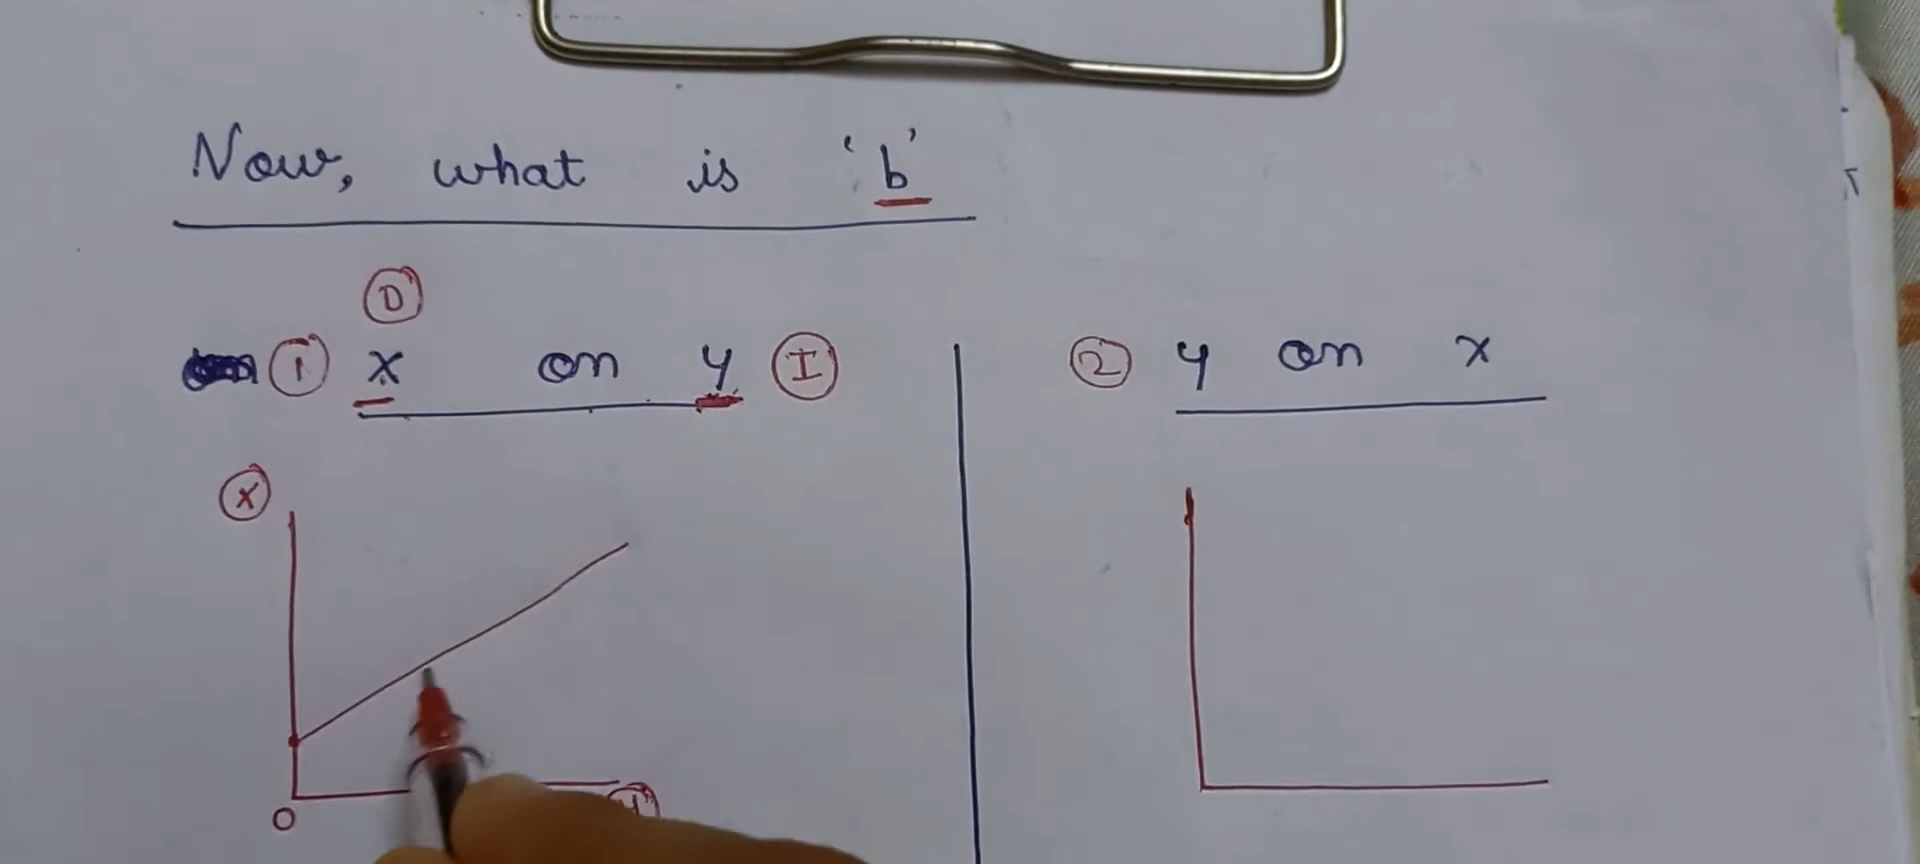 Now, what is 'b'
D
1 x on y I
2 y on x
X
O